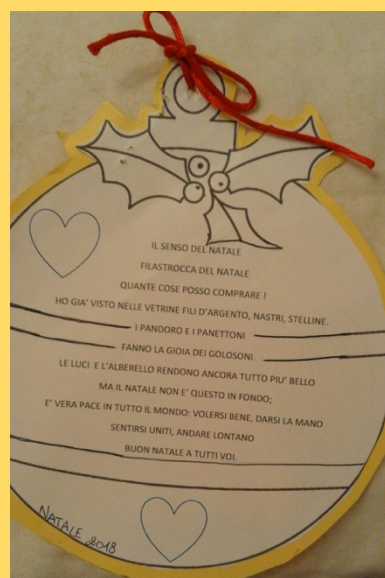 IL SENSO DEL NATALE
FILASTROCCA DEL NATALE
QUANTE COSE POSSO COMPRARE !
HO GIA' VISTO NELLE VETRINE FILI D'ARGENTO, NASTRI, STELLINE.
I PANDORO E I PANETTONI
FANNO LA GIOIA DEI GOLOSONI.
LE LUCI E L'ALBERELLO RENDONO ANCORA TUTTO PIU' BELLO
MA IL NATALE NON E' QUESTO IN FONDO;
E' VERA PACE IN TUTTO IL MONDO: VOLERSI BENE, DARSI LA MANO
SENTIRSI UNITI, ANDARE LONTANO
BUON NATALE A TUTTI VOI.
NATALE 2018